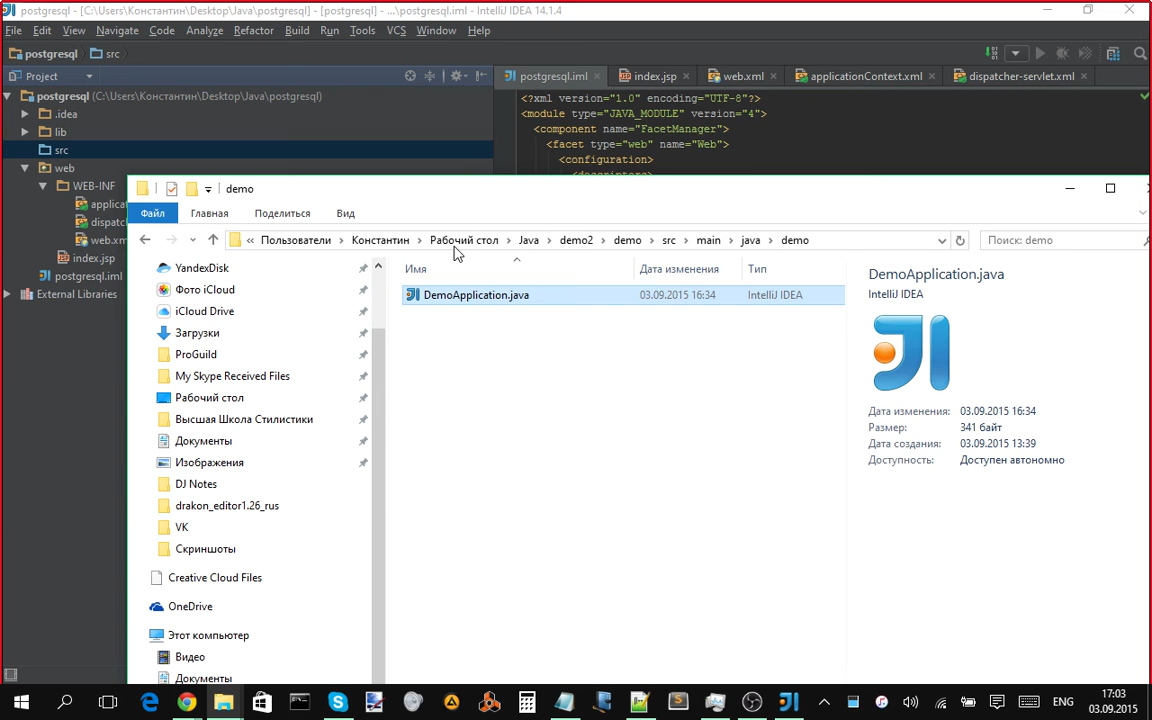 postgresql - [C:\Users\Константин\Desktop\Java\postgresql] - [postgresql] - ...\postgresql.iml - IntelliJ IDEA 14.1.4
File Edit View Navigate Code Analyze Refactor Build Run Tools VCS Window Help
postgresql src
Project
postgresql.iml index.jsp web.xml applicationContext.xml dispatcher-servlet.xml
postgresql (C:\Users\Константин\Desktop\Java\postgresql)
.idea
lib
src
web
WEB-INF
applica
dispatc
web.xm
index.jsp
postgresql.iml
External Libraries
<?xml version="1.0" encoding="UTF-8"?>
<module type="JAVA_MODULE" version="4">
<component name="FacetManager">
<facet type="web" name="Web">
<configuration>
<descriptors>
demo
Файл Главная Поделиться Вид
« Пользователи › Константин › Рабочий стол › Java › demo2 › demo › src › main › java › demo
Поиск: demo
YandexDisk
Фото iCloud
iCloud Drive
Загрузки
ProGuild
My Skype Received Files
Рабочий стол
Высшая Школа Стилистики
Документы
Изображения
DJ Notes
drakon_editor1.26_rus
VK
Скриншоты
Creative Cloud Files
OneDrive
Этот компьютер
Видео
Документы
Имя Дата изменения Тип
DemoApplication.java 03.09.2015 16:34 IntelliJ IDEA
DemoApplication.java
IntelliJ IDEA
Дата изменения: 03.09.2015 16:34
Размер: 341 байт
Дата создания: 03.09.2015 13:39
Доступность: Доступен автономно
ENG
17:03
03.09.2015